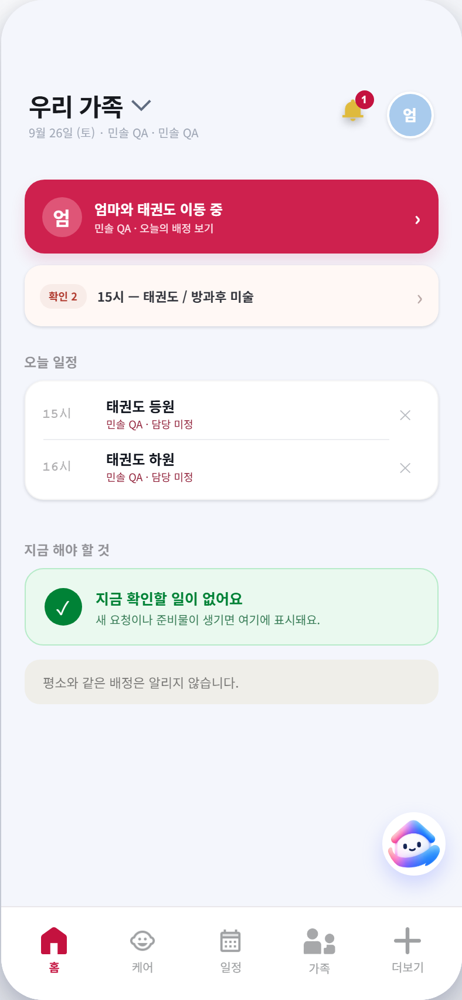 우리 가족
9월 26일 (토) · 민솔 QA · 민솔 QA
1
엄
엄
엄마와 태권도 이동 중
민솔 QA · 오늘의 배정 보기
확인 2
15시 — 태권도 / 방과후 미술
오늘 일정
15시
태권도 등원
민솔 QA · 담당 미정
16시
태권도 하원
민솔 QA · 담당 미정
지금 해야 할 것
지금 확인할 일이 없어요
새 요청이나 준비물이 생기면 여기에 표시돼요.
평소와 같은 배정은 알리지 않습니다.
홈
케어
일정
가족
더보기